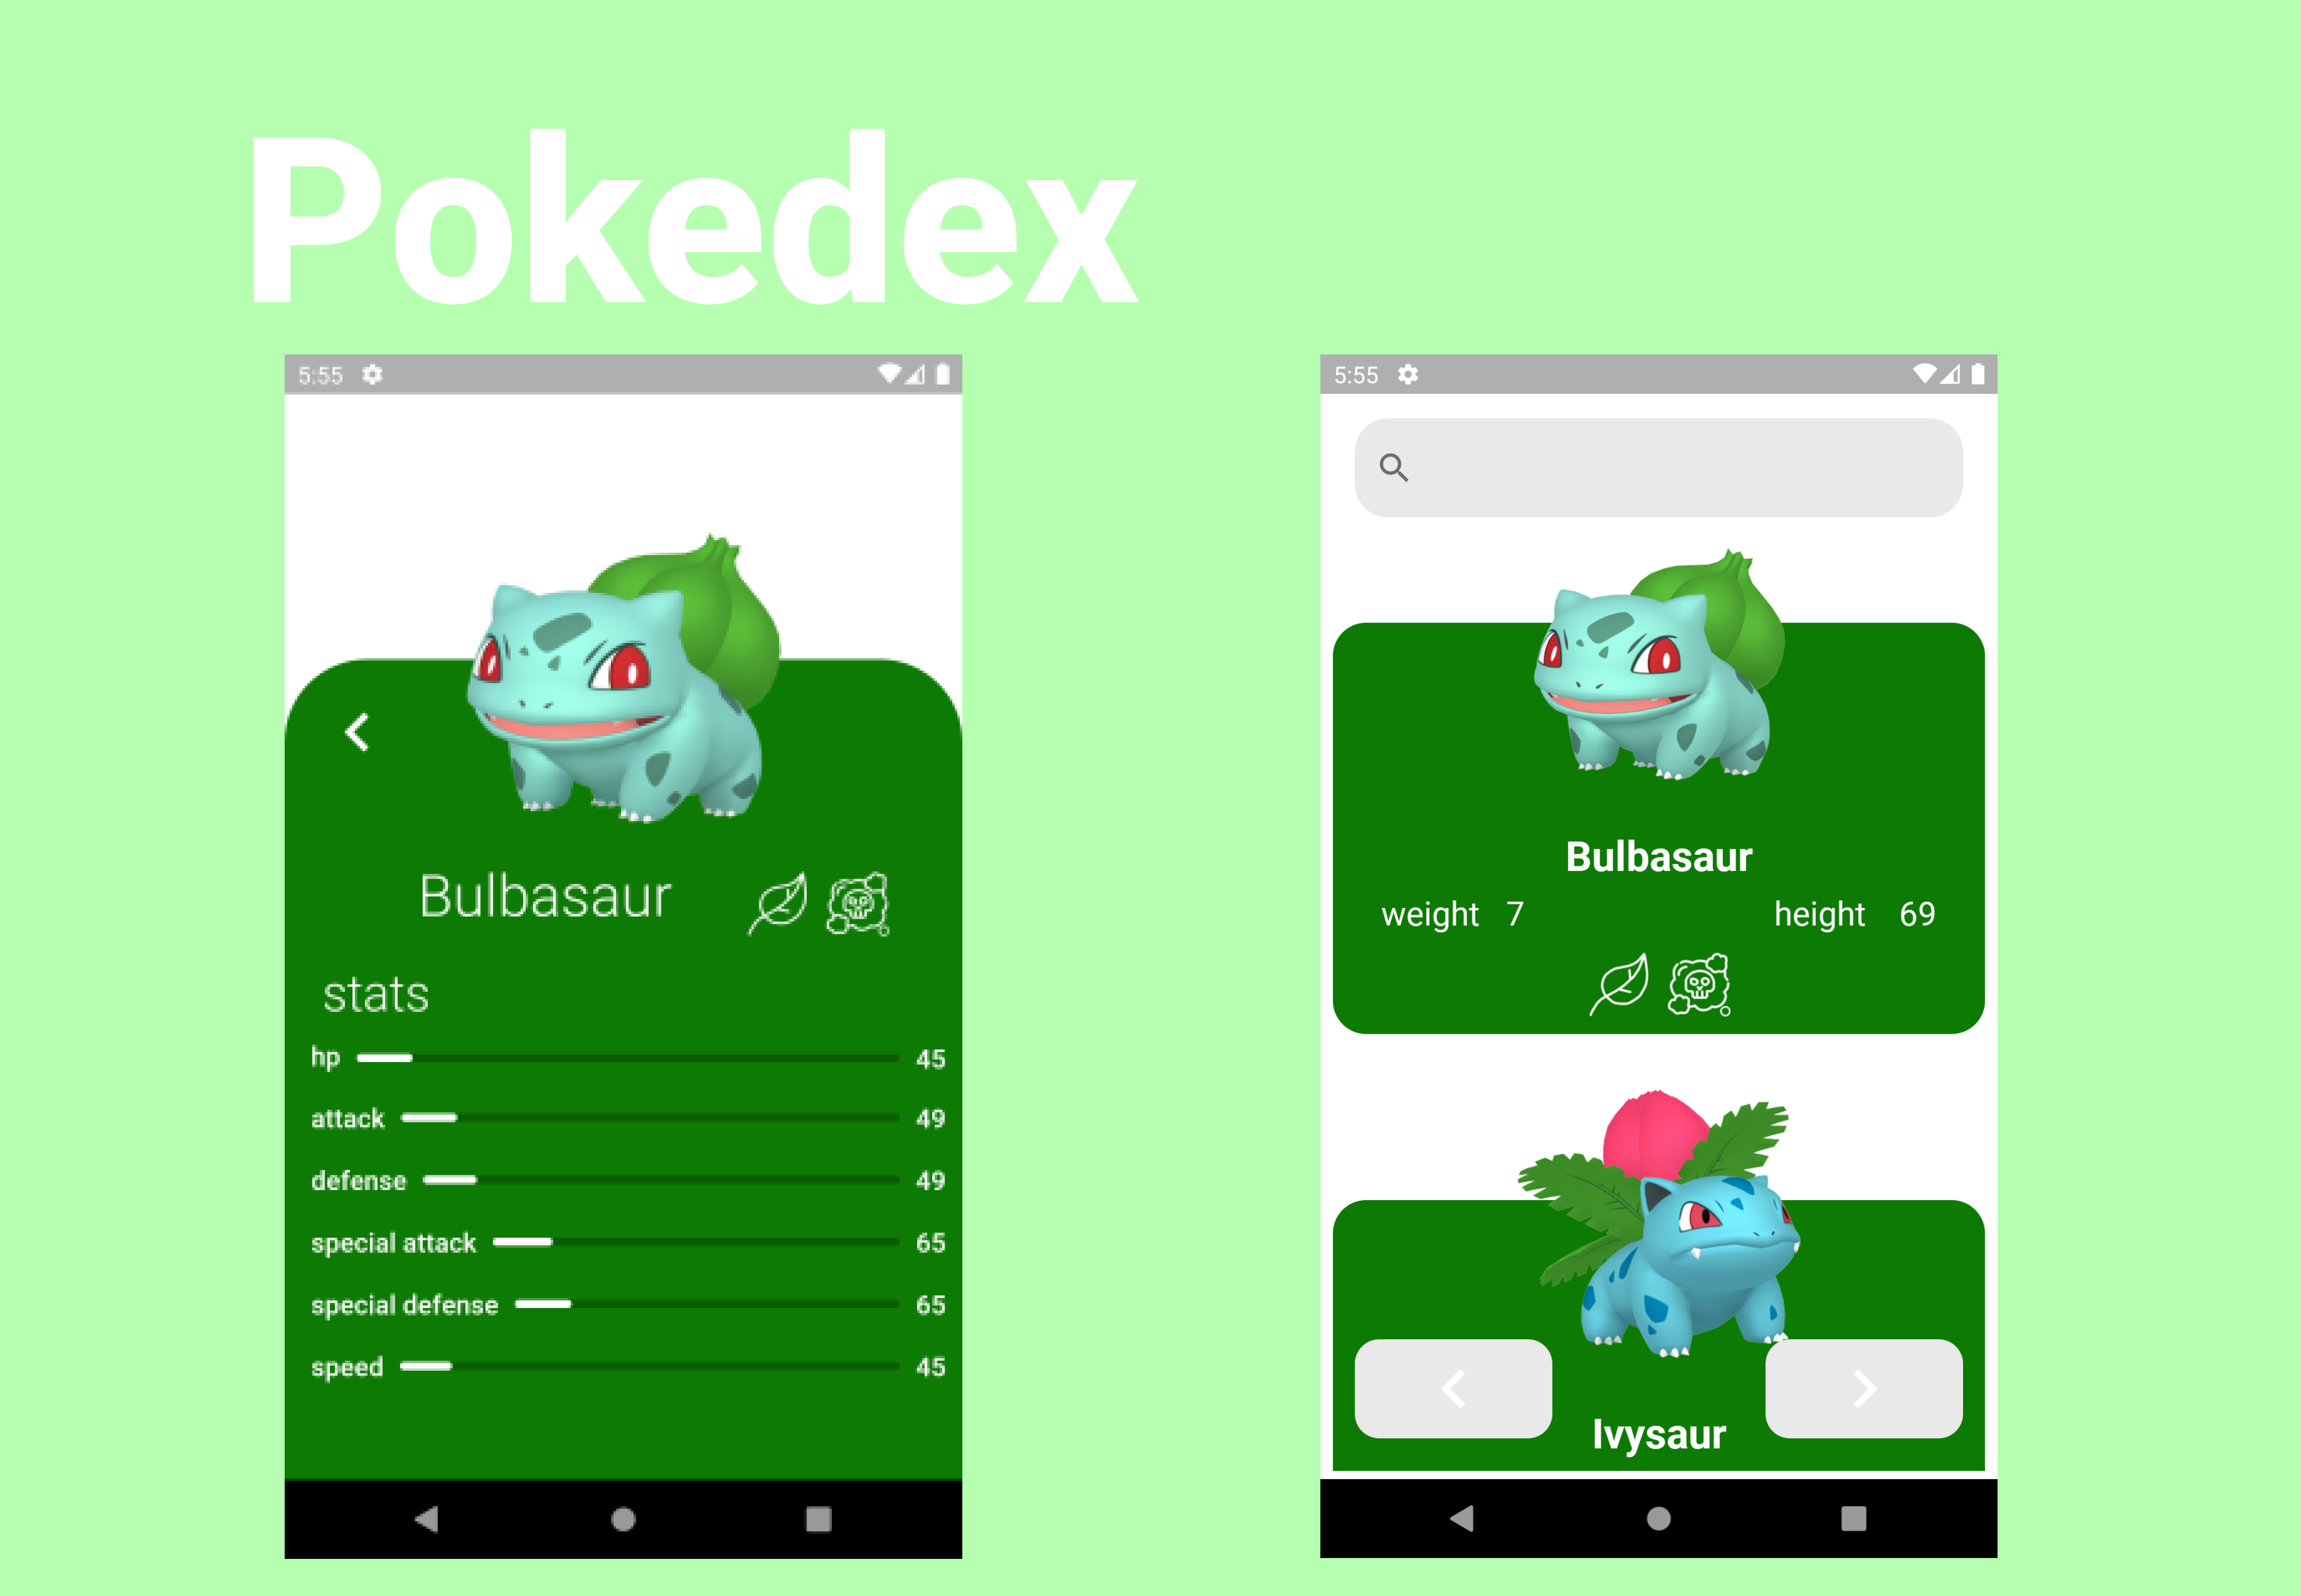 Pokedex
5:55
Bulbasaur
stats
hp 45
attack 49
defense 49
special attack 65
special defense 65
speed 45
5:55
Bulbasaur
weight 7 height 69
Ivysaur